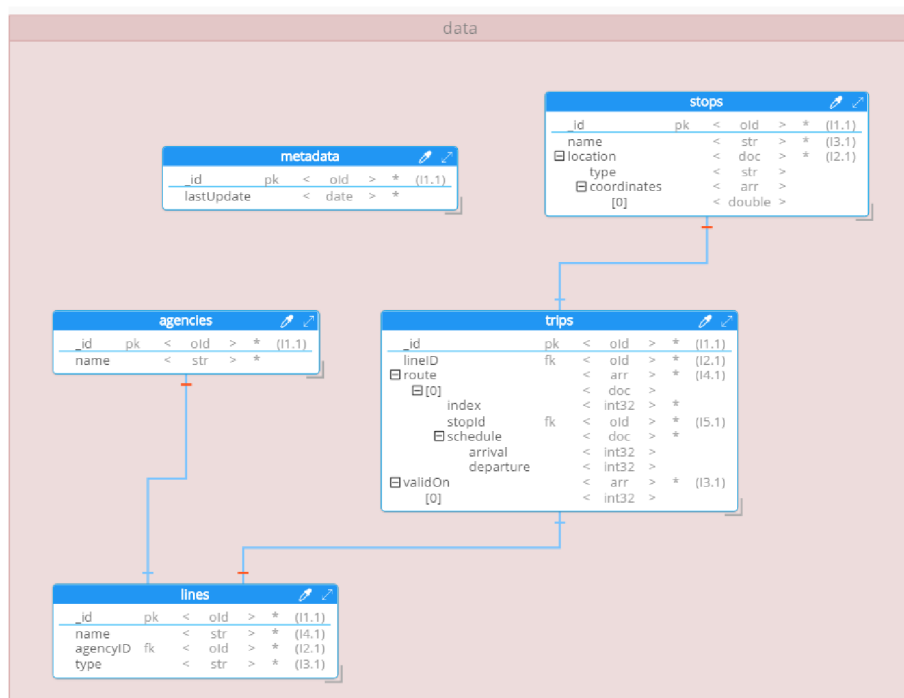 data
stops
_id pk < oId > * (I1.1)
name < str > * (I3.1)
location < doc > * (I2.1)
type < str >
coordinates < arr >
[0] < double >
metadata
_id pk < oId > * (I1.1)
lastUpdate < date > *
agencies
_id pk < oId > * (I1.1)
name < str > *
trips
_id pk < oId > * (I1.1)
lineID fk < oId > * (I2.1)
route < arr > * (I4.1)
[0] < doc >
index < int32 > *
stopId fk < oId > * (I5.1)
schedule < doc > *
arrival < int32 >
departure < int32 >
validOn < arr > * (I3.1)
[0] < int32 >
lines
_id pk < oId > * (I1.1)
name < str > * (I4.1)
agencyID fk < oId > * (I2.1)
type < str > * (I3.1)